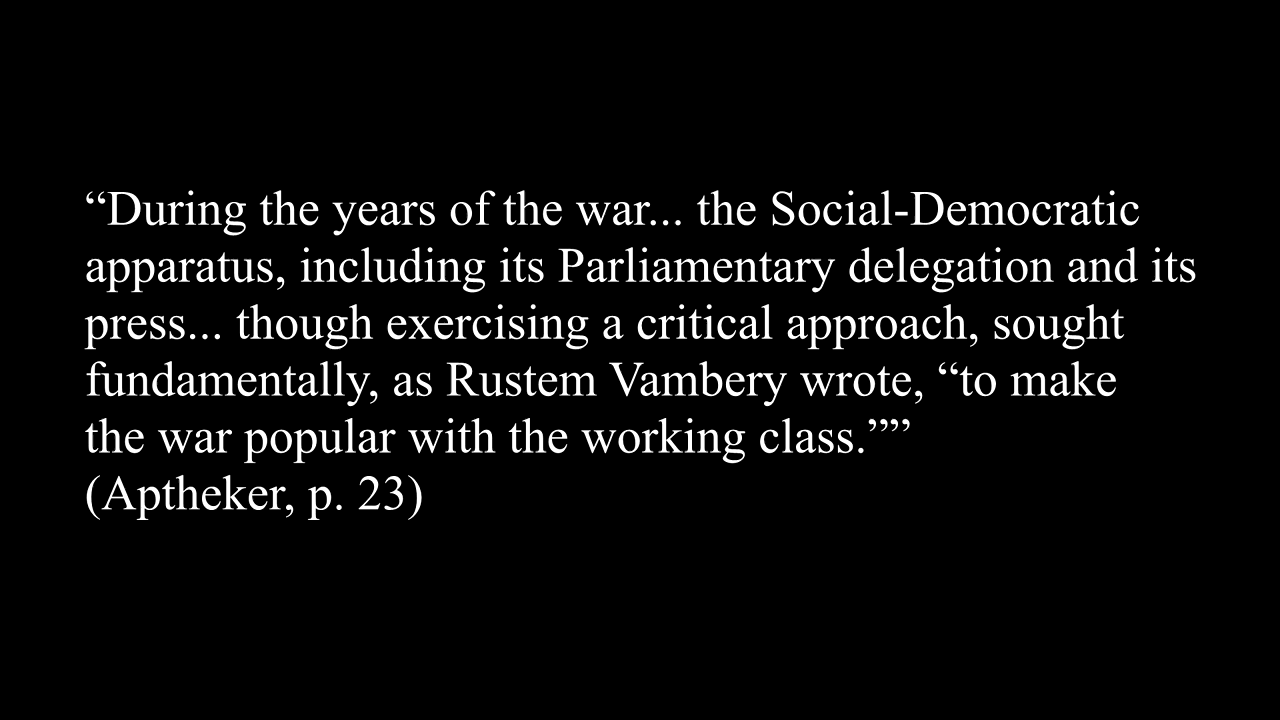 “During the years of the war... the Social-Democratic
apparatus, including its Parliamentary delegation and its
press... though exercising a critical approach, sought
fundamentally, as Rustem Vambery wrote, “to make
the war popular with the working class.””
(Aptheker, p. 23)